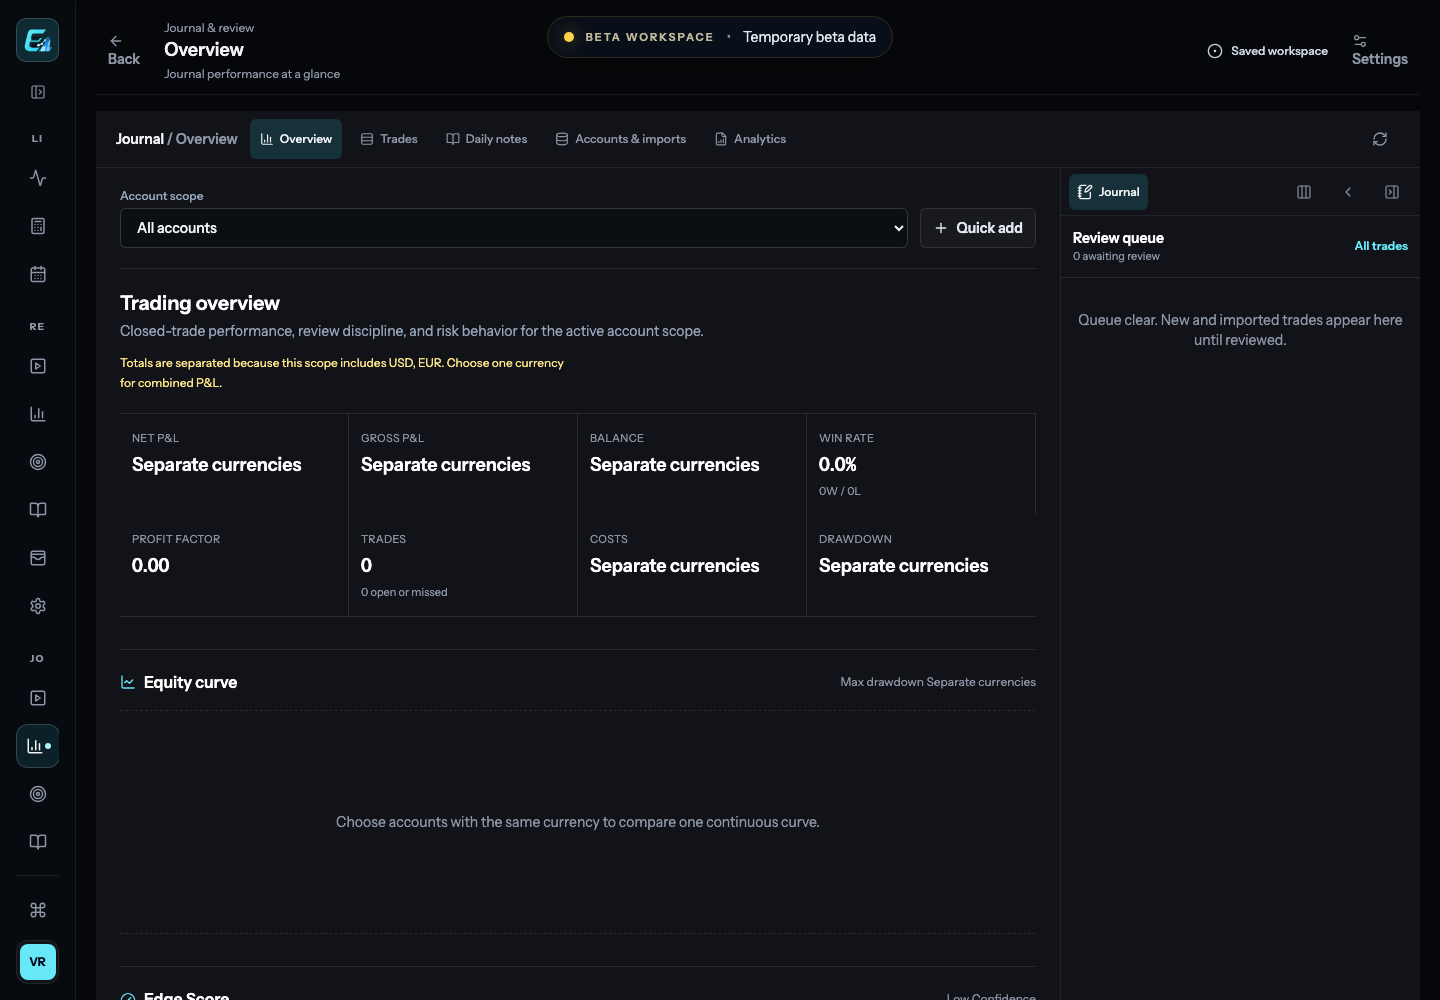 Back
Journal & review
Overview
Journal performance at a glance
BETA WORKSPACE • Temporary beta data
Saved workspace
Settings
LI
RE
JO
VR
Journal / Overview
Overview
Trades
Daily notes
Accounts & imports
Analytics
Account scope
All accounts
Quick add
Trading overview
Closed-trade performance, review discipline, and risk behavior for the active account scope.
Totals are separated because this scope includes USD, EUR. Choose one currency
for combined P&L.
NET P&L
Separate currencies
GROSS P&L
Separate currencies
BALANCE
Separate currencies
WIN RATE
0.0%
0W / 0L
PROFIT FACTOR
0.00
TRADES
0
0 open or missed
COSTS
Separate currencies
DRAWDOWN
Separate currencies
Equity curve
Max drawdown Separate currencies
Choose accounts with the same currency to compare one continuous curve.
Edge Score
Low Confidence
Journal
Review queue
0 awaiting review
All trades
Queue clear. New and imported trades appear here
until reviewed.